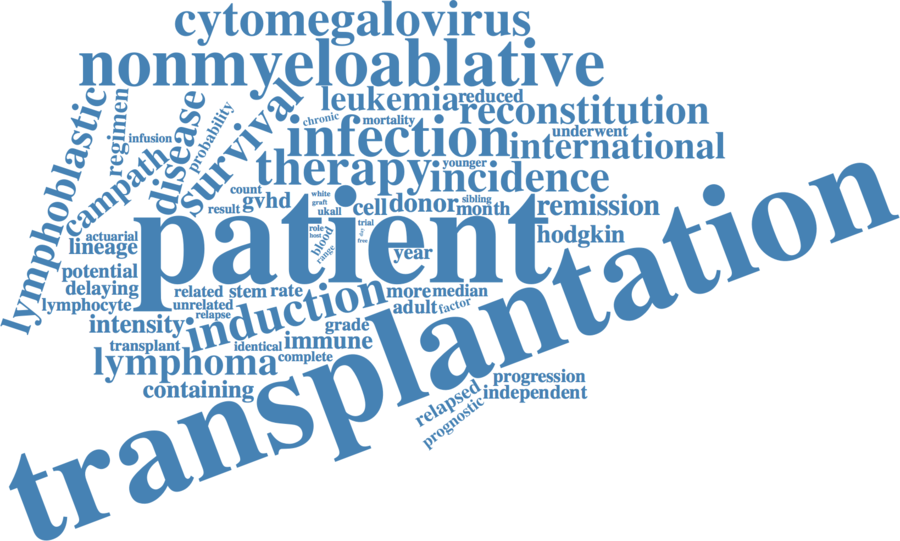 cytomegalovirus
nonmyeloablative
leukemia
reduced
reconstitution
chronic
mortality
infection
underwent
international
lymphoblastic
regimen
infusion
disease
probability
survival
campath
therapy
younger
incidence
count
gvhd
white
graft
ukall
result
cell
donor
sibling
month
remission
actuarial
lineage
patient
role
host
blood
range
trial
day
free
year
hodgkin
potential
delaying
lymphocyte
related
stem
rate
unrelated
relapse
induction
more
median
adult
factor
intensity
grade
transplant
identical
immune
lymphoma
complete
containing
transplantation
relapsed
prognostic
progression
independent